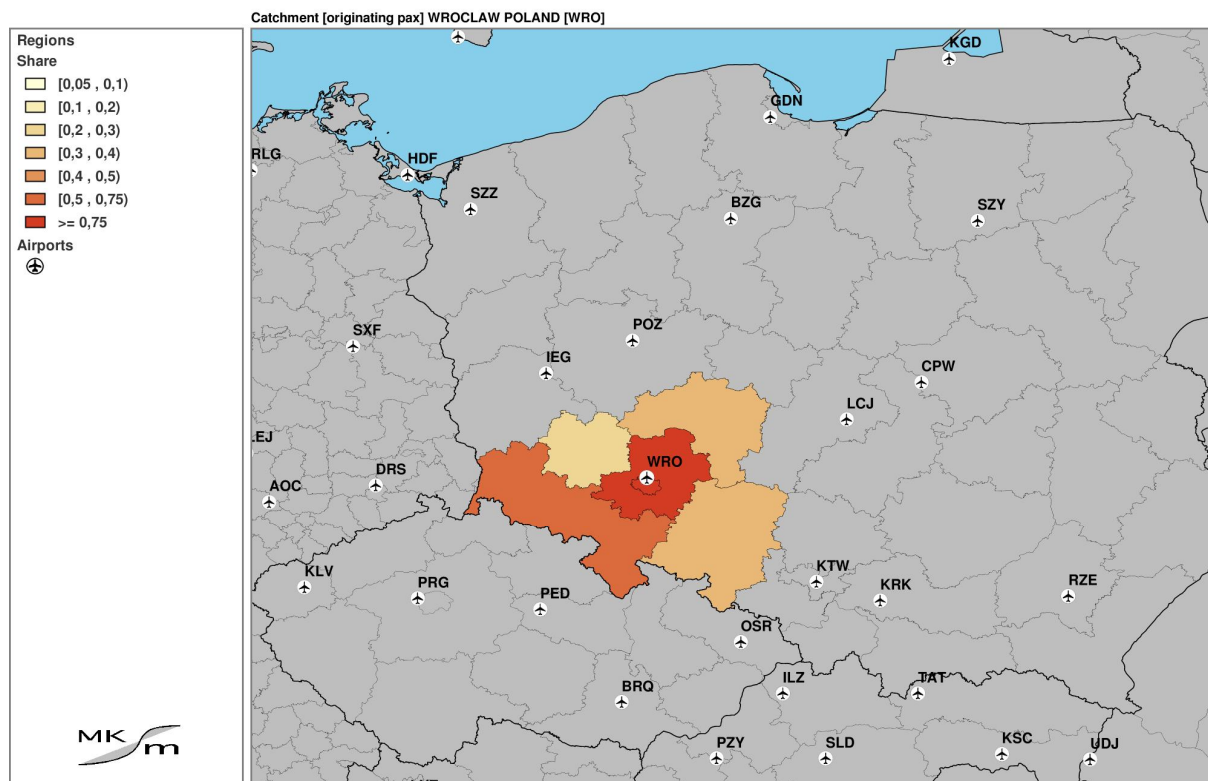 Catchment [originating pax] WROCLAW POLAND [WRO]
Regions
Share
[0,05 , 0,1)
[0,1 , 0,2)
[0,2 , 0,3)
[0,3 , 0,4)
[0,4 , 0,5)
[0,5 , 0,75)
>= 0,75
Airports
MK
m
KGD
GDN
RLG
HDF
SZZ
BZG
SZY
SXF
POZ
IEG
CPW
LCJ
LEJ
WRO
DRS
AOC
KLV
PRG
PED
KTW
KRK
RZE
OSR
BRQ
ILZ
TAT
PZY
SLD
KSC
UDJ